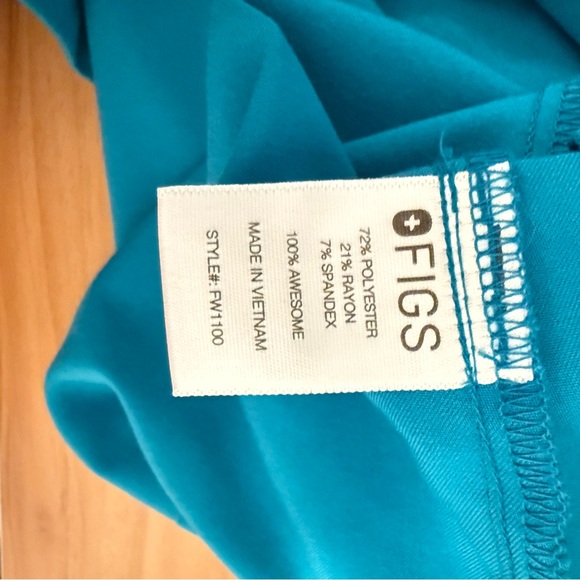 FIGS
72% POLYESTER
21% RAYON
7% SPANDEX
100% AWESOME
MADE IN VIETNAM
STYLE#: FW1100